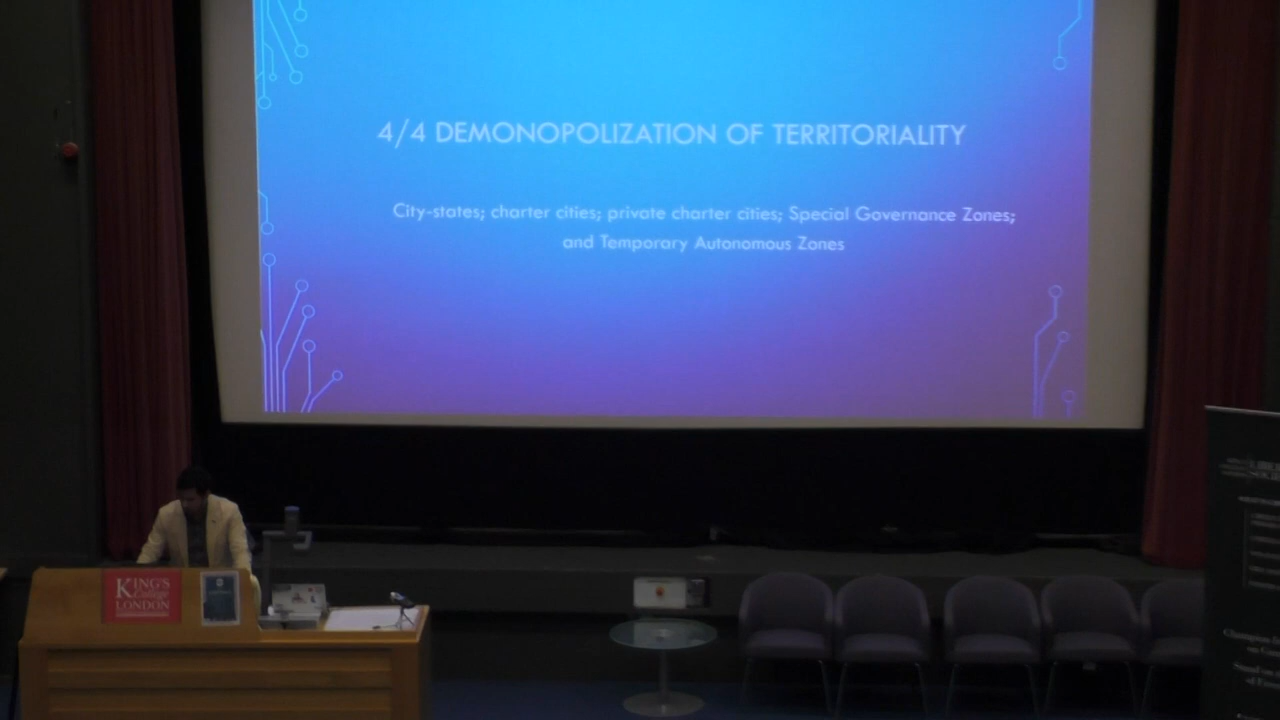 4/4 DEMONOPOLIZATION OF TERRITORIALITY
City-states; charter cities; private charter cities; Special Governance Zones;
and Temporary Autonomous Zones
KING'S
College
LONDON